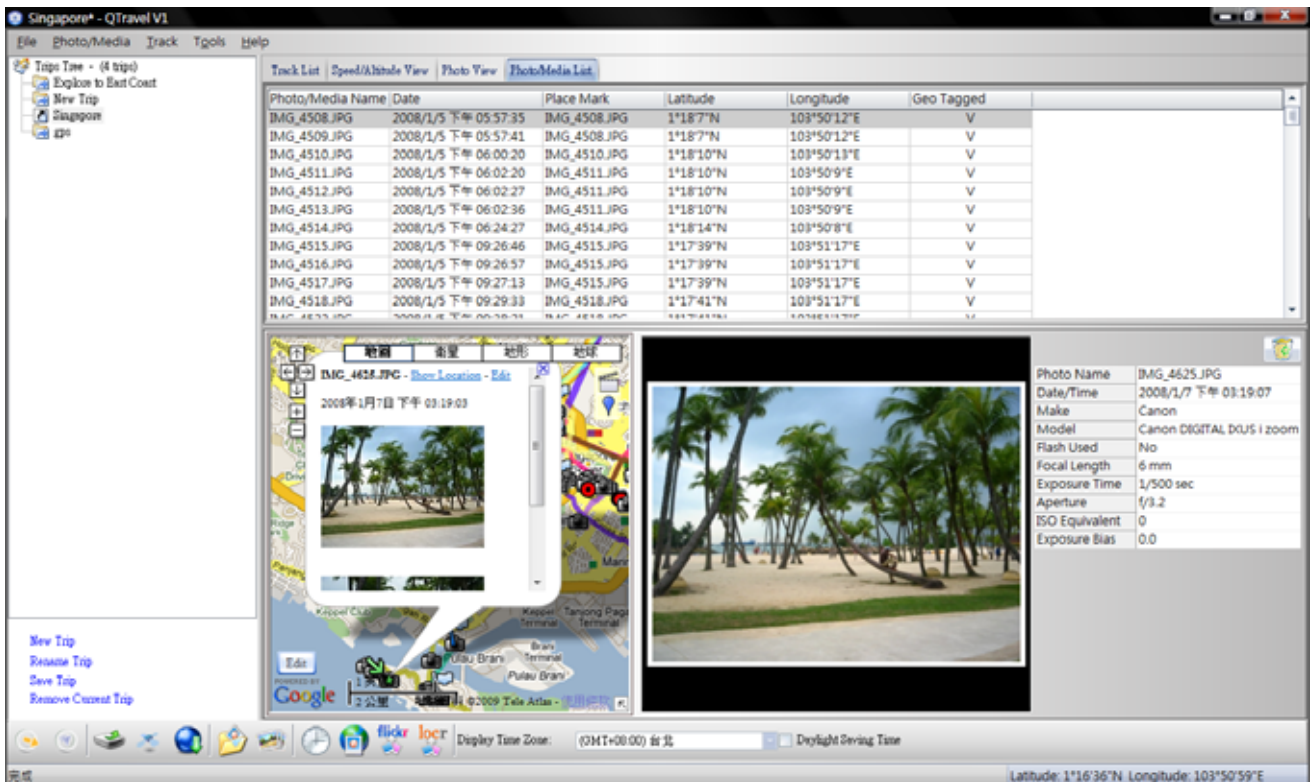 Singapore* - QTravel V1
File Photo/Media Track Tools Help
Trips Tree - (4 trips)
Explore to East Coast
New Trip
Singapore
gps
Track List Speed/Altitude View Photo View Photo/Media List
Photo/Media Name Date Place Mark Latitude Longitude Geo Tagged
IMG_4508.JPG 2008/1/5 下午 05:57:35 IMG_4508.JPG 1°18'7"N 103°50'12"E V
IMG_4509.JPG 2008/1/5 下午 05:57:41 IMG_4508.JPG 1°18'7"N 103°50'12"E V
IMG_4510.JPG 2008/1/5 下午 06:00:20 IMG_4510.JPG 1°18'10"N 103°50'13"E V
IMG_4511.JPG 2008/1/5 下午 06:02:20 IMG_4511.JPG 1°18'10"N 103°50'9"E V
IMG_4512.JPG 2008/1/5 下午 06:02:27 IMG_4511.JPG 1°18'10"N 103°50'9"E V
IMG_4513.JPG 2008/1/5 下午 06:02:36 IMG_4511.JPG 1°18'10"N 103°50'9"E V
IMG_4514.JPG 2008/1/5 下午 06:24:27 IMG_4514.JPG 1°18'14"N 103°50'8"E V
IMG_4515.JPG 2008/1/5 下午 09:26:46 IMG_4515.JPG 1°17'39"N 103°51'17"E V
IMG_4516.JPG 2008/1/5 下午 09:26:57 IMG_4515.JPG 1°17'39"N 103°51'17"E V
IMG_4517.JPG 2008/1/5 下午 09:27:13 IMG_4515.JPG 1°17'39"N 103°51'17"E V
IMG_4518.JPG 2008/1/5 下午 09:29:33 IMG_4518.JPG 1°17'41"N 103°51'17"E V
地圖 衛星 地形 地球
IMG_4625.JPG - Show Location - Edit
2008年1月7日 下午 03:19:03
Keppel Club
Keppel Terminal
Tanjong Paga Terminal
Brani Terminal
Pulau Brani
Pulau Brani
Edit
POWERED BY
Google
2 公里
©2009 Tele Atlas -
Photo Name IMG_4625.JPG
Date/Time 2008/1/7 下午 03:19:07
Make Canon
Model Canon DIGITAL IXUS i zoom
Flash Used No
Focal Length 6 mm
Exposure Time 1/500 sec
Aperture f/3.2
ISO Equivalent 0
Exposure Bias 0.0
New Trip
Rename Trip
Save Trip
Remove Current Trip
flickr locr Display Time Zone: (GMT+08:00) 台北 Daylight Saving Time
完成 Latitude: 1°16'36"N Longitude: 103°50'59"E